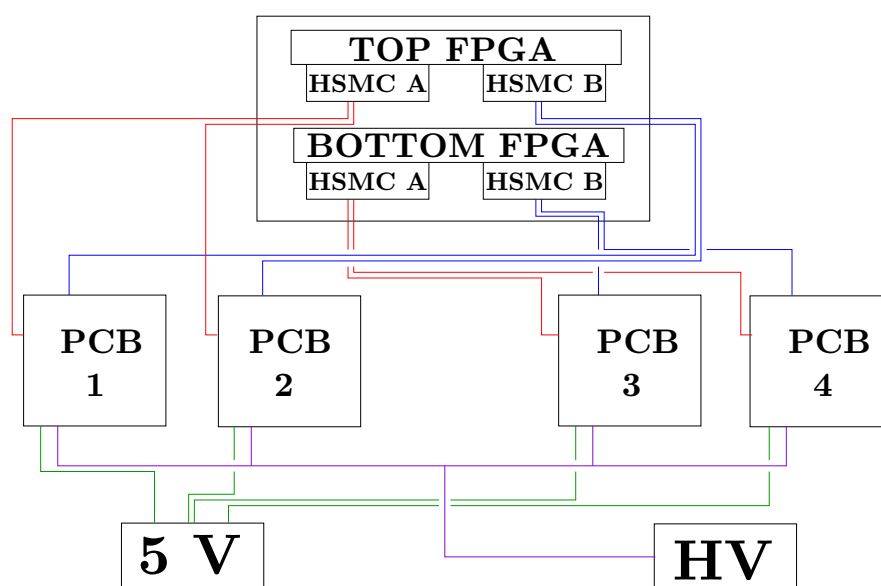 TOP FPGA
HSMC A
HSMC B
BOTTOM FPGA
HSMC A
HSMC B
PCB
1
PCB
2
PCB
3
PCB
4
5 V
HV